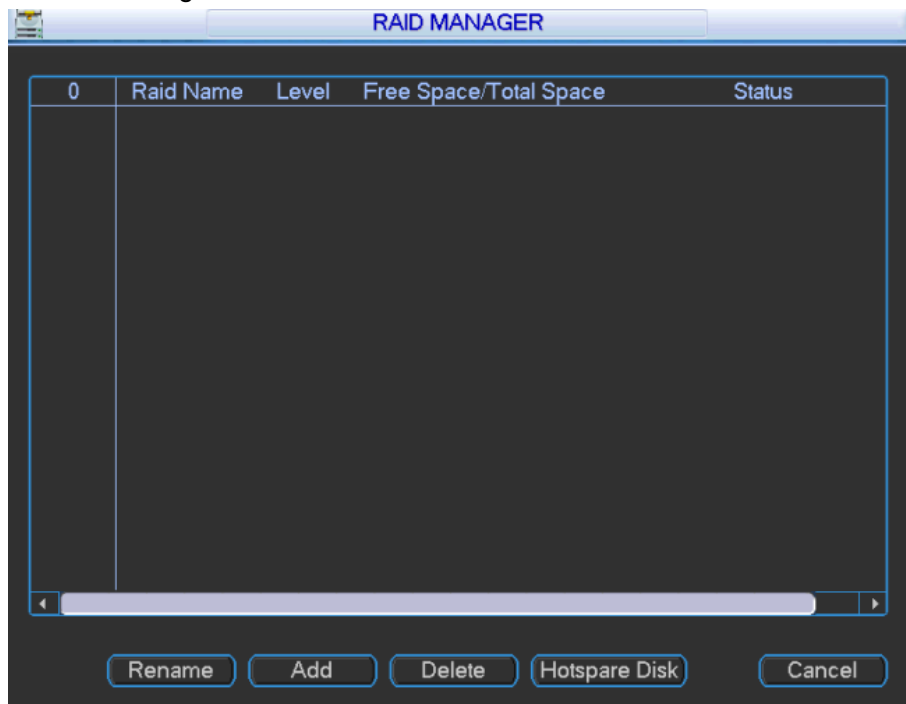 RAID MANAGER
0 Raid Name Level Free Space/Total Space Status
Rename Add Delete Hotspare Disk Cancel